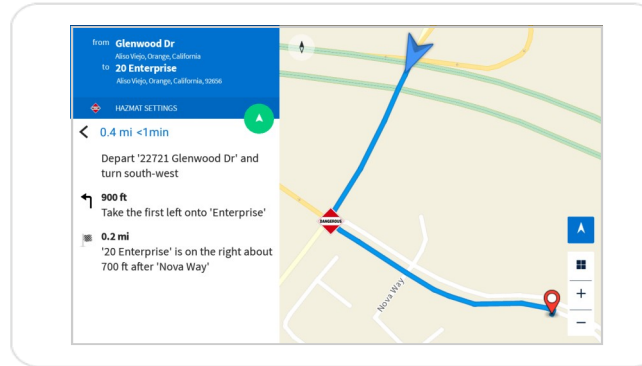 from Glenwood Dr
Aliso Viejo, Orange, California
to 20 Enterprise
Aliso Viejo, Orange, California, 92656
HAZMAT SETTINGS
0.4 mi <1min
Depart '22721 Glenwood Dr' and
turn south-west
900 ft
Take the first left onto 'Enterprise'
0.2 mi
'20 Enterprise' is on the right about
700 ft after 'Nova Way'
DANGEROUS
Nova Way
+
−